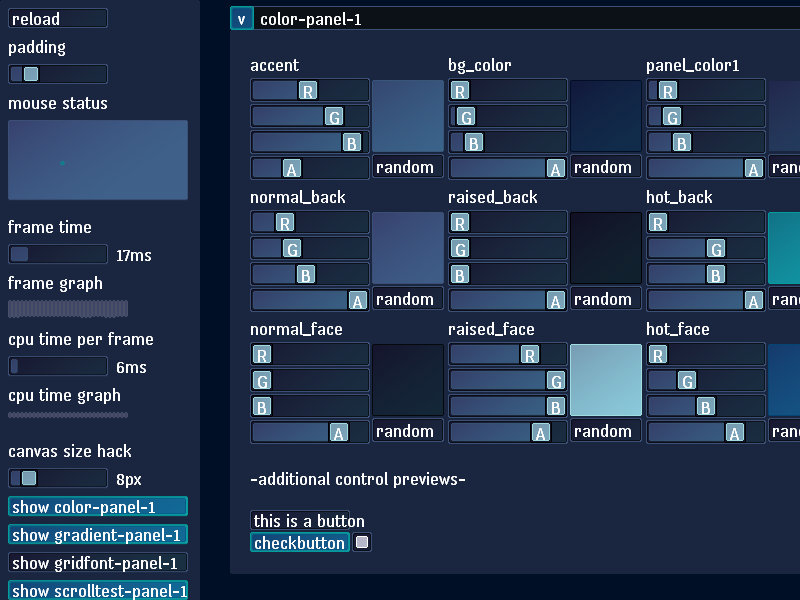 reload
padding
mouse status
frame time
17ms
frame graph
cpu time per frame
6ms
cpu time graph
canvas size hack
8px
show color-panel-1
show gradient-panel-1
show gridfont-panel-1
show scrolltest-panel-1
v color-panel-1
accent bg_color panel_color1
R R R
G G G
B B B
A random A random A ran
normal_back raised_back hot_back
R R R
G G G
B B B
A random A random A ran
normal_face raised_face hot_face
R R R
G G G
B B B
A random A random A ran
-additional control previews-
this is a button
checkbutton